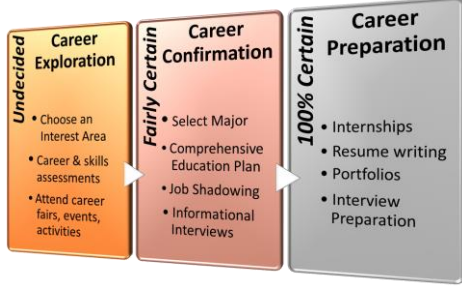 Undecided
Career
Exploration
• Choose an
Interest Area
• Career & skills
assessments
• Attend career
fairs, events,
activities
Fairly Certain
Career
Confirmation
• Select Major
• Comprehensive
Education Plan
• Job Shadowing
• Informational
Interviews
100% Certain
Career
Preparation
• Internships
• Resume writing
• Portfolios
• Interview
Preparation